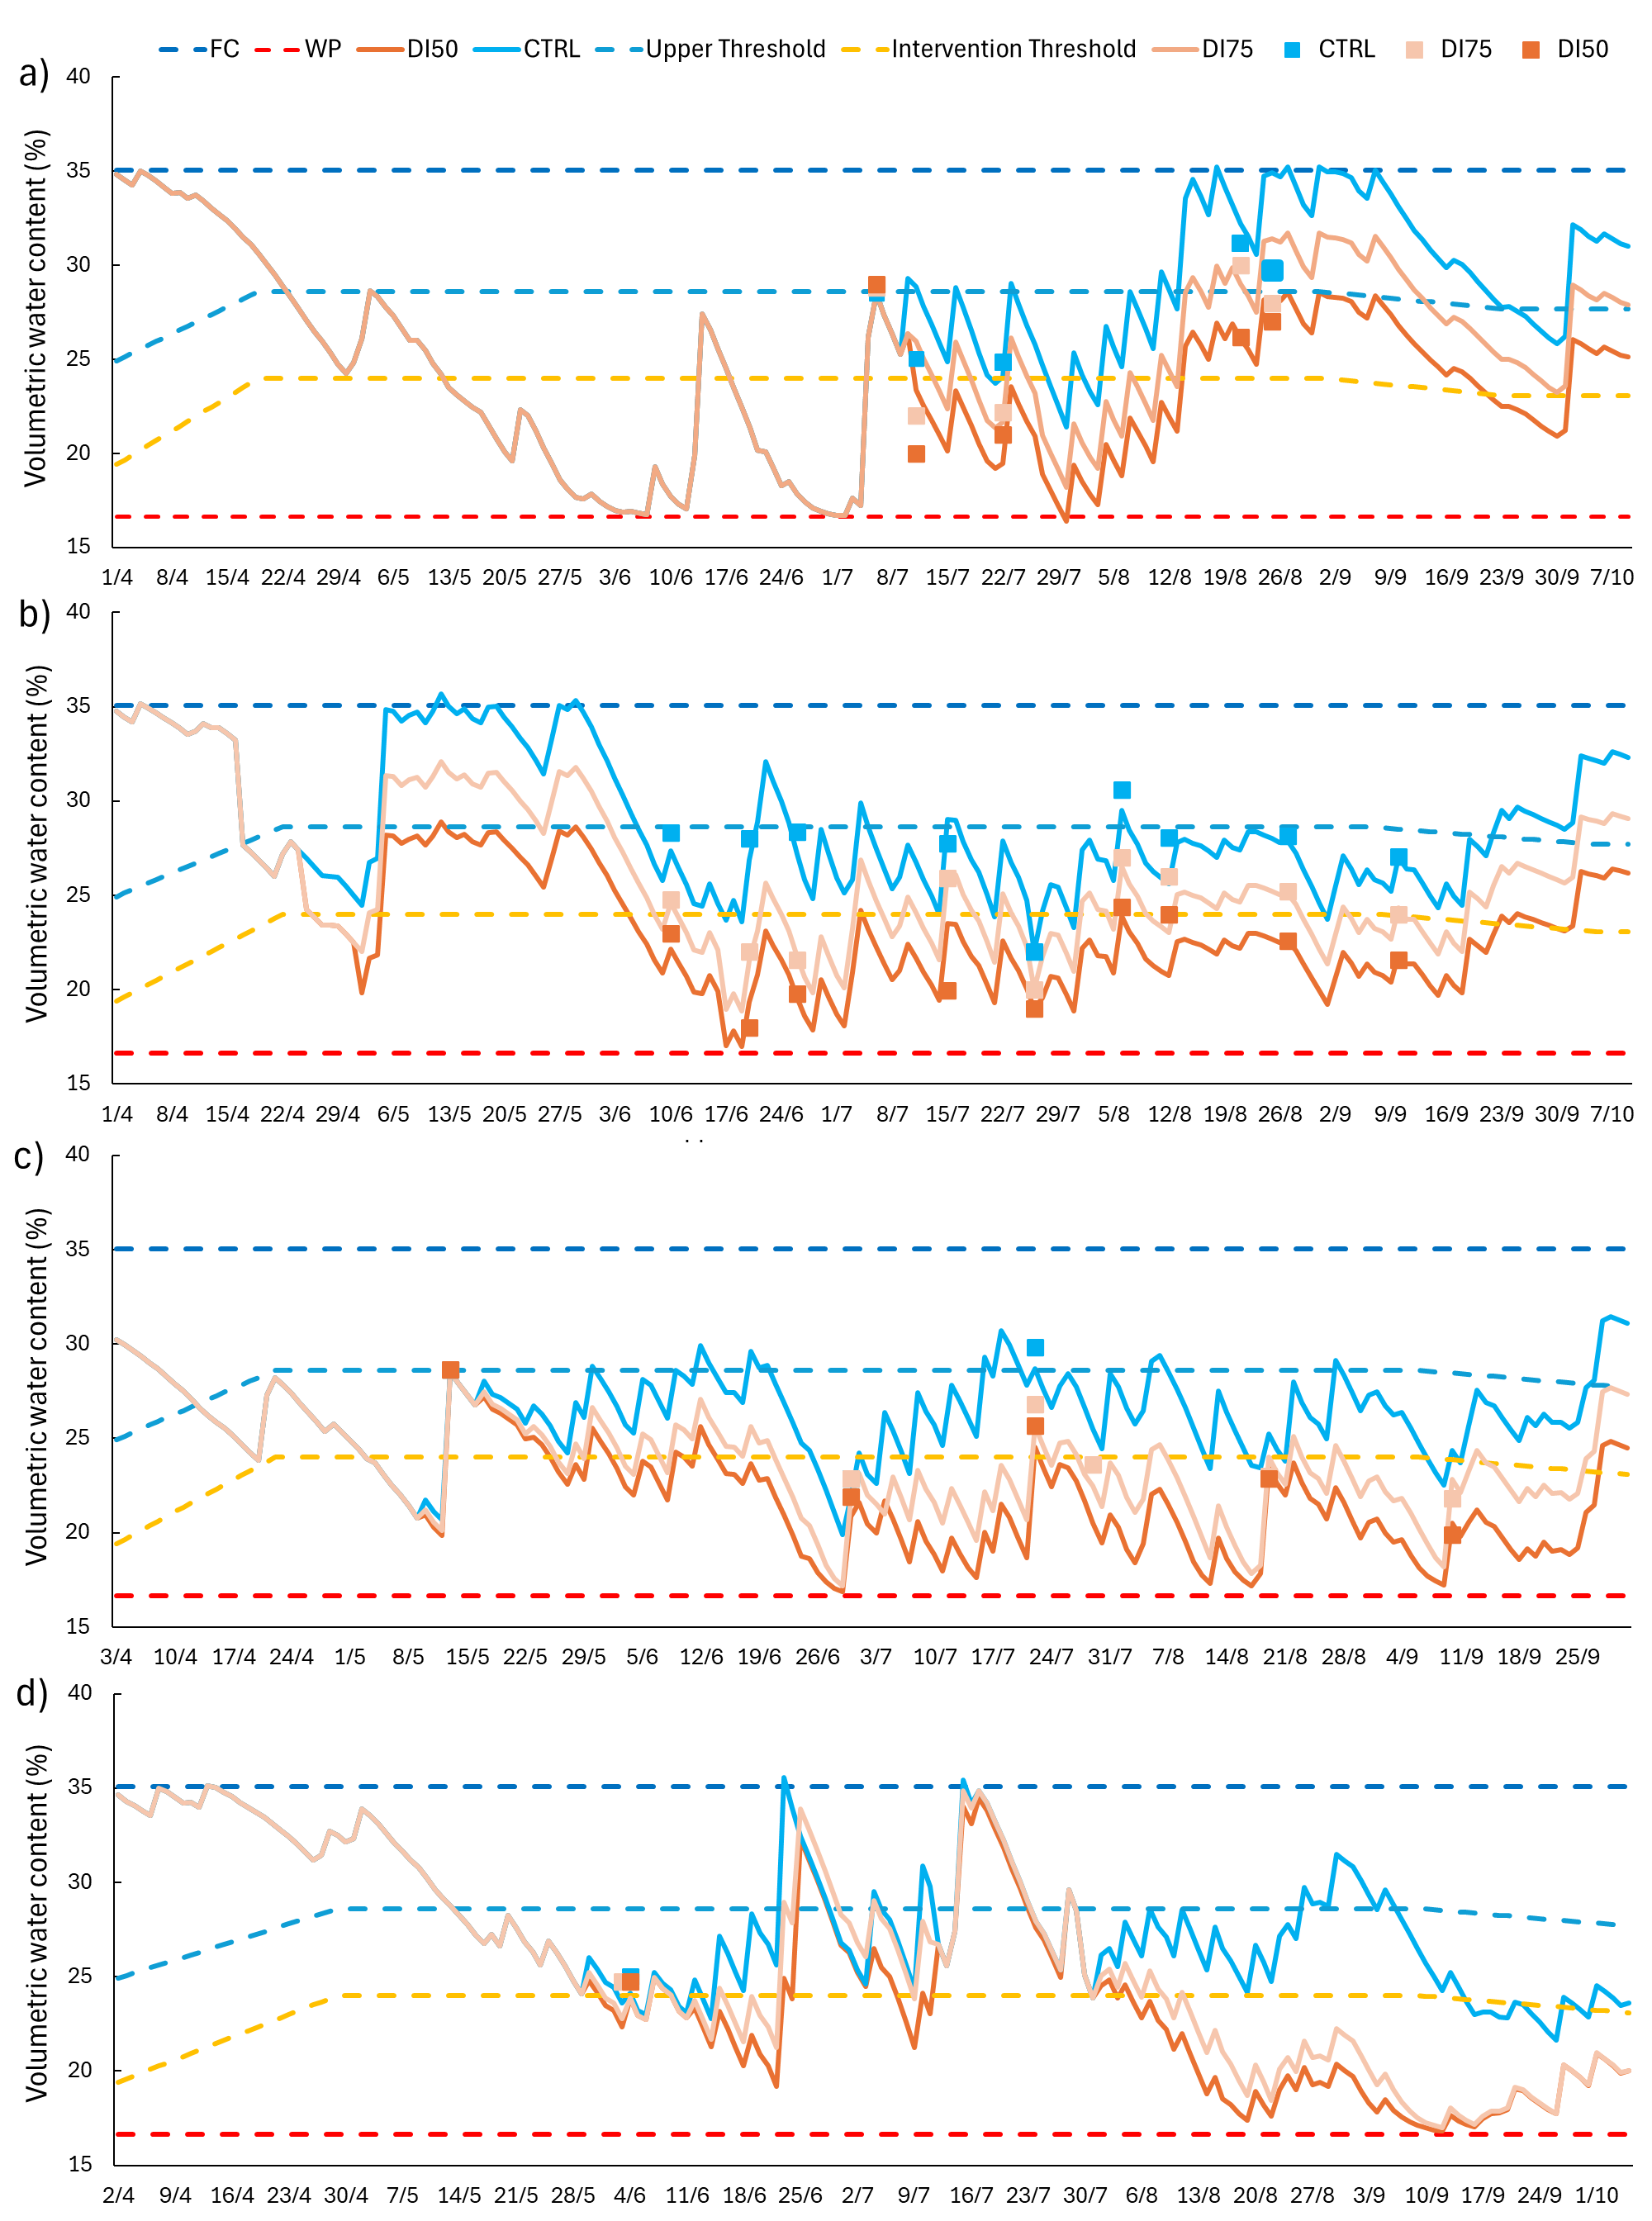 FC WP DI50 CTRL Upper Threshold Intervention Threshold DI75 CTRL DI75 DI50
a)
Volumetric water content (%)
40
35
30
25
20
15
1/4 8/4 15/4 22/4 29/4 6/5 13/5 20/5 27/5 3/6 10/6 17/6 24/6 1/7 8/7 15/7 22/7 29/7 5/8 12/8 19/8 26/8 2/9 9/9 16/9 23/9 30/9 7/10
b)
Volumetric water content (%)
40
35
30
25
20
15
1/4 8/4 15/4 22/4 29/4 6/5 13/5 20/5 27/5 3/6 10/6 17/6 24/6 1/7 8/7 15/7 22/7 29/7 5/8 12/8 19/8 26/8 2/9 9/9 16/9 23/9 30/9 7/10
c)
Volumetric water content (%)
40
35
30
25
20
15
3/4 10/4 17/4 24/4 1/5 8/5 15/5 22/5 29/5 5/6 12/6 19/6 26/6 3/7 10/7 17/7 24/7 31/7 7/8 14/8 21/8 28/8 4/9 11/9 18/9 25/9
d)
Volumetric water content (%)
40
35
30
25
20
15
2/4 9/4 16/4 23/4 30/4 7/5 14/5 21/5 28/5 4/6 11/6 18/6 25/6 2/7 9/7 16/7 23/7 30/7 6/8 13/8 20/8 27/8 3/9 10/9 17/9 24/9 1/10